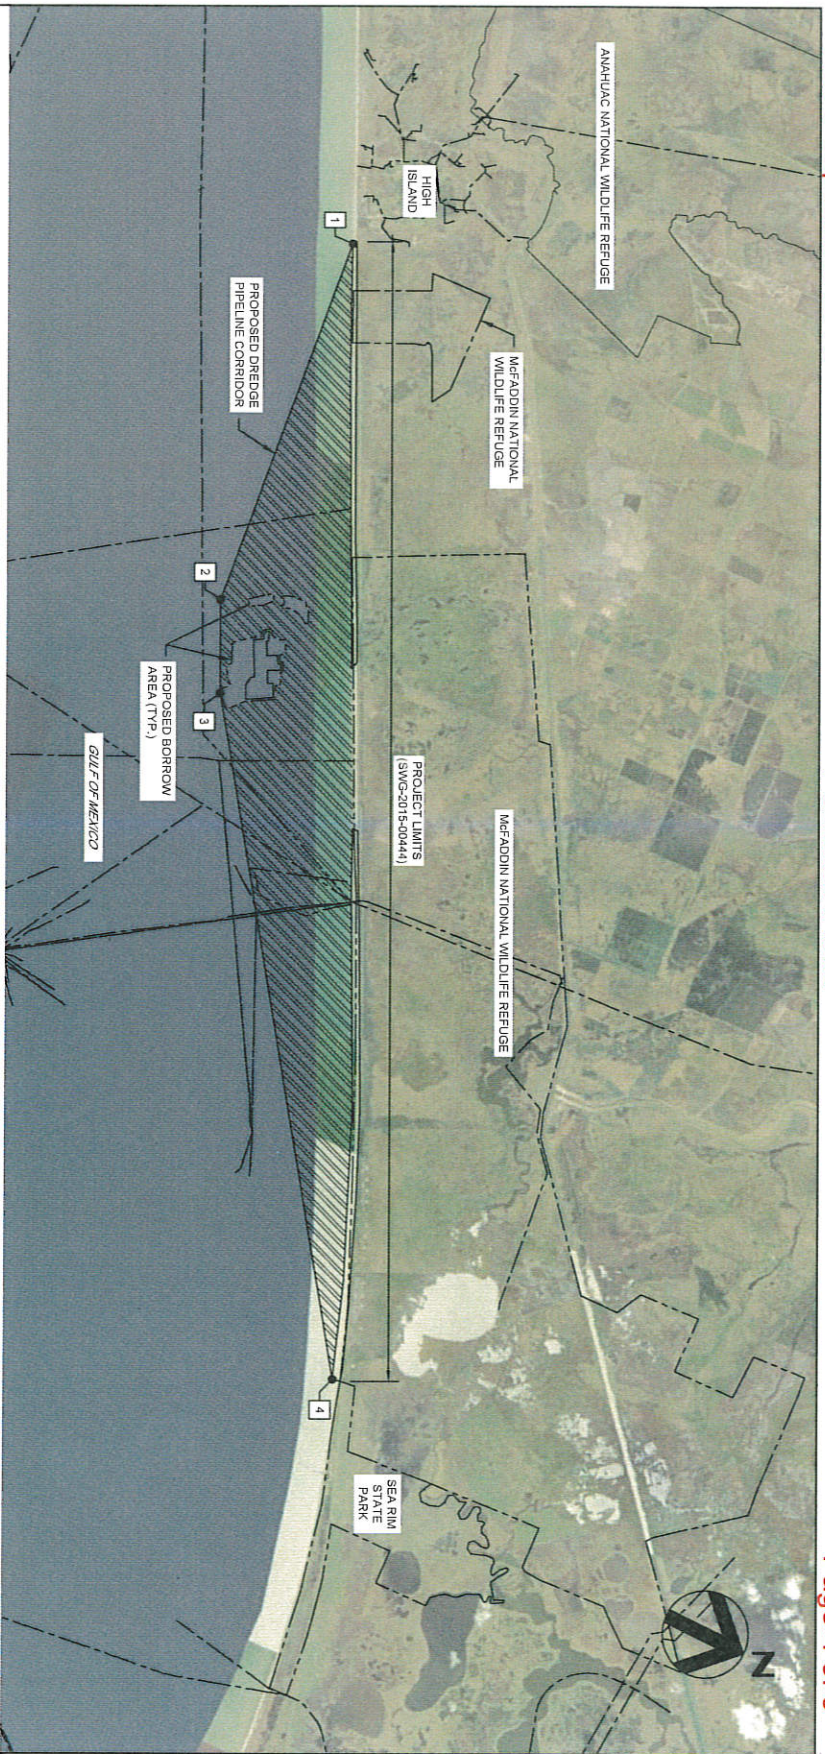 ANAHUAC NATIONAL WILDLIFE REFUGE
HIGH
ISLAND
McFADDIN NATIONAL
WILDLIFE REFUGE
1
PROPOSED DREDGE
PIPELINE CORRIDOR
2
PROPOSED BORROW
AREA (TYP.)
3
GULF OF MEXICO
PROJECT LIMITS
(SWG-2015-00444)
McFADDIN NATIONAL WILDLIFE REFUGE
4
SEA RIM
STATE
PARK
Z